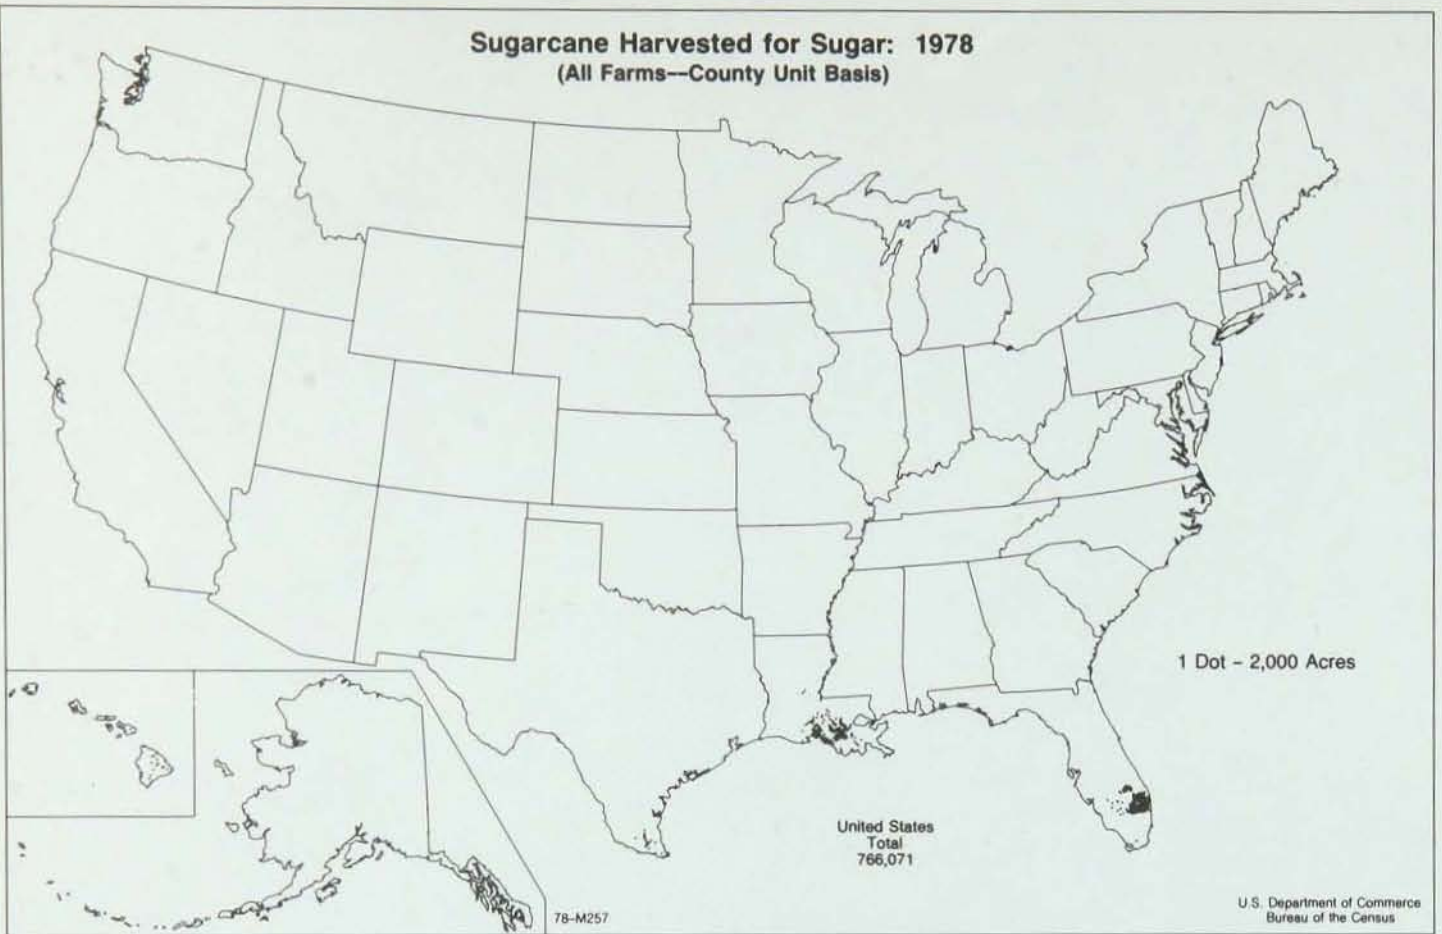 Sugarcane Harvested for Sugar: 1978
(All Farms--County Unit Basis)
1 Dot - 2,000 Acres
United States
Total
766,071
78-M257
U.S. Department of Commerce
Bureau of the Census